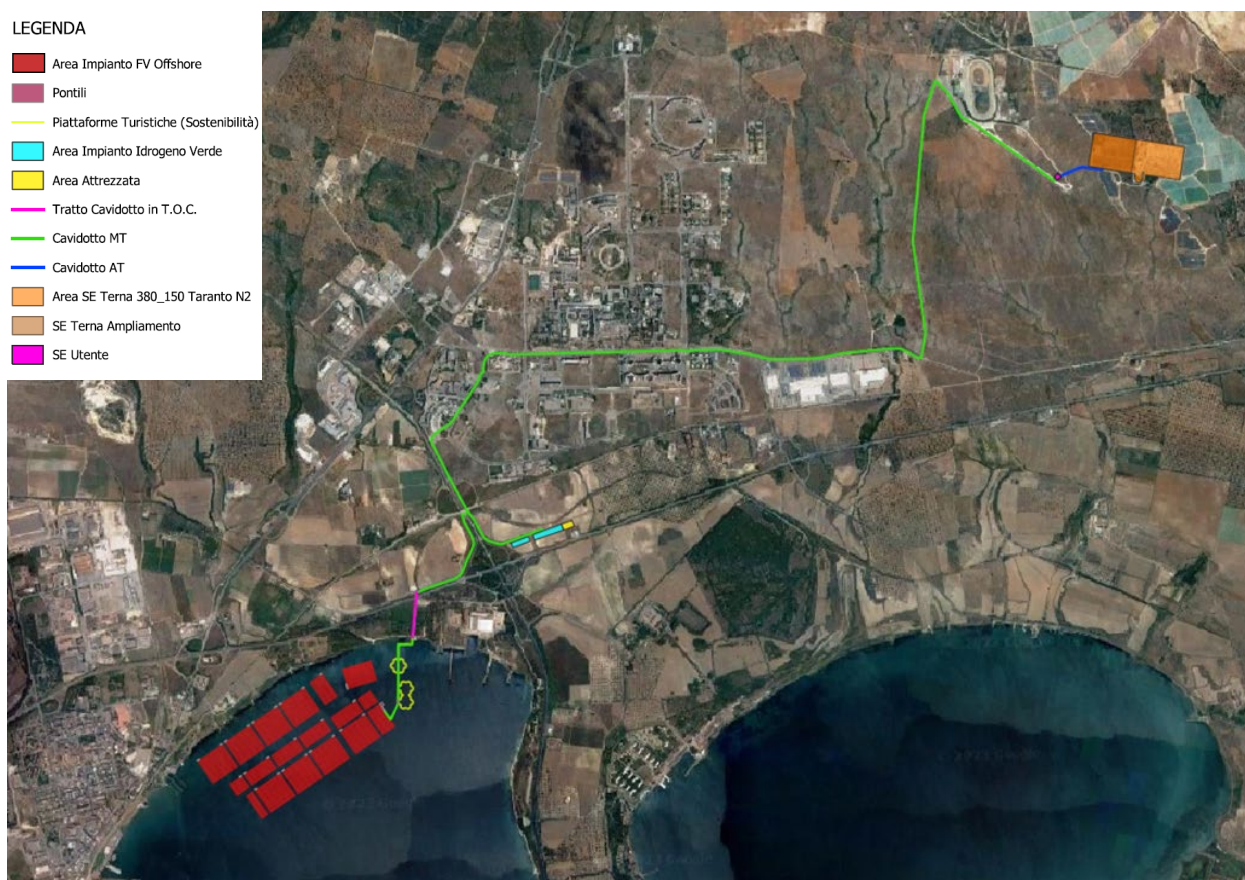 LEGENDA
Area Impianto FV Offshore
Pontili
Piattaforme Turistiche (Sostenibilità)
Area Impianto Idrogeno Verde
Area Attrezzata
Tratto Cavidotto in T.O.C.
Cavidotto MT
Cavidotto AT
Area SE Terna 380_150 Taranto N2
SE Terna Ampliamento
SE Utente